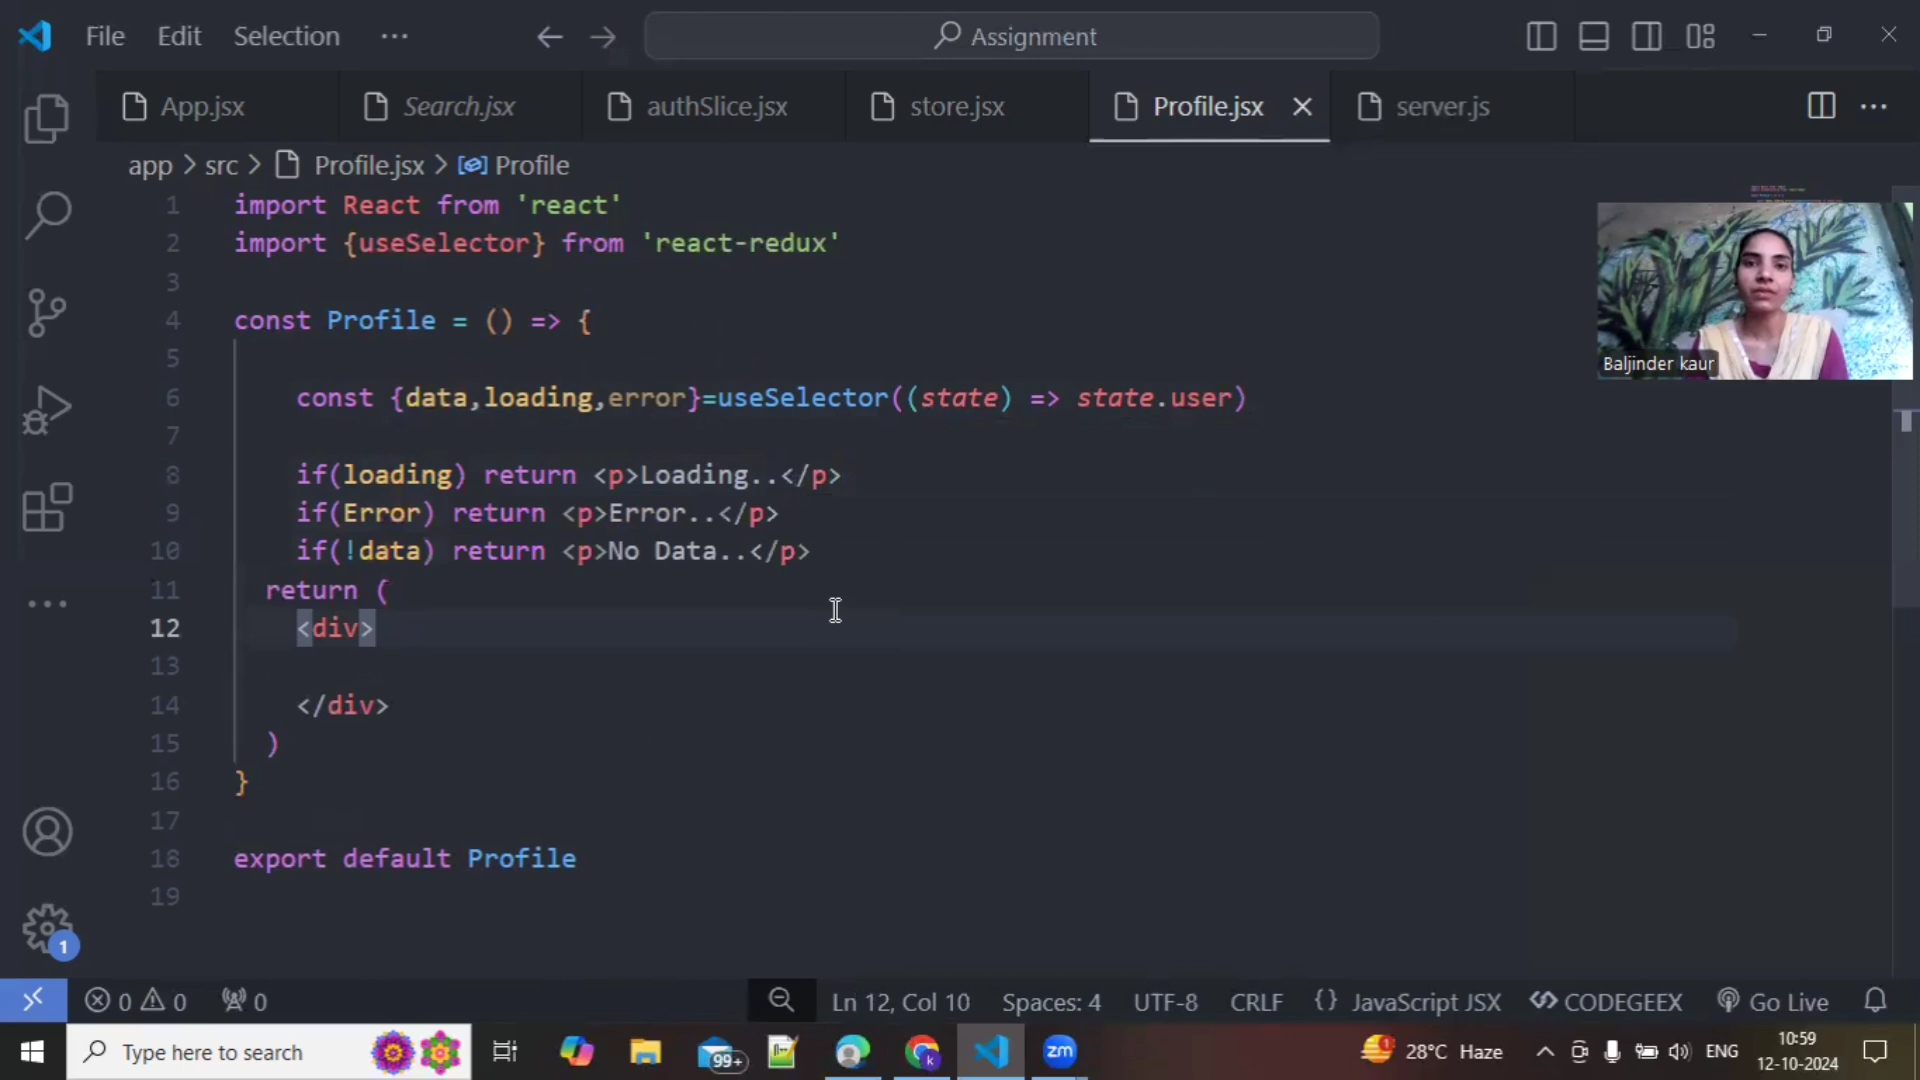 File Edit Selection ···
Assignment
App.jsx Search.jsx authSlice.jsx store.jsx Profile.jsx server.js
app > src > Profile.jsx > Profile
1 import React from 'react'
2 import {useSelector} from 'react-redux'
3
4 const Profile = () => {
5
6 const {data,loading,error}=useSelector((state) => state.user)
7
8 if(loading) return <p>Loading..</p>
9 if(Error) return <p>Error..</p>
10 if(!data) return <p>No Data..</p>
11 return (
12 <div>
13
14 </div>
15 )
16 }
17
18 export default Profile
19
Baljinder kaur
1
0 0 0 Ln 12, Col 10 Spaces: 4 UTF-8 CRLF {} JavaScript JSX CODEGEEX Go Live
Type here to search 99+ k zm 1 28°C Haze ENG 10:59
12-10-2024